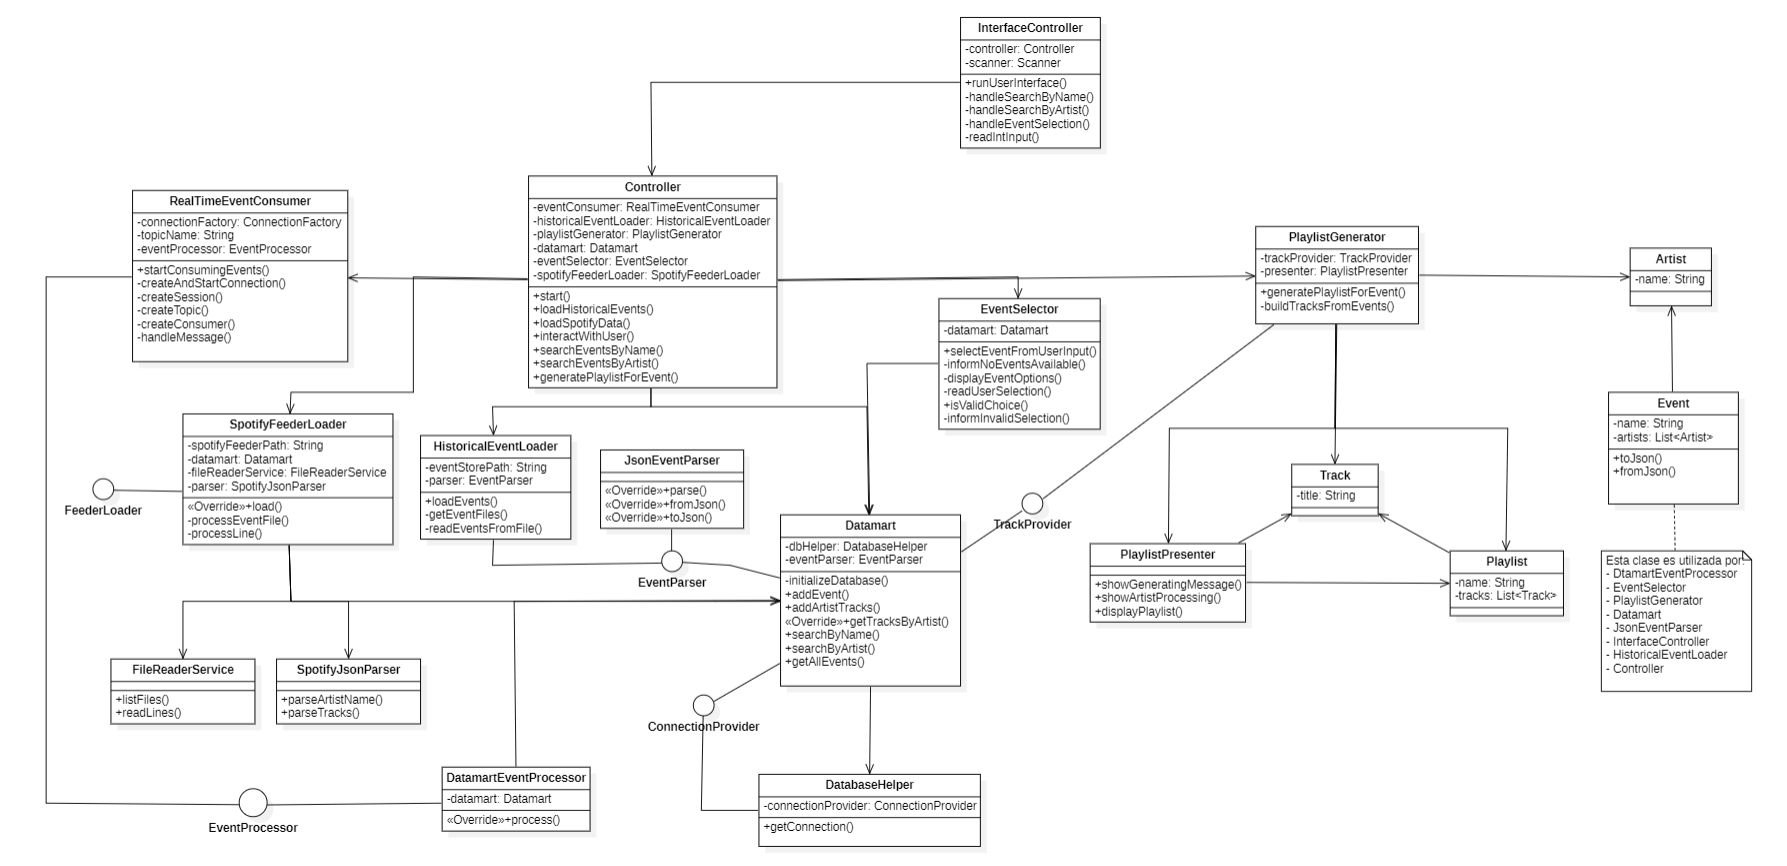 InterfaceController
-controller: Controller
-scanner: Scanner
+runUserInterface()
-handleSearchByName()
-handleSearchByArtist()
-handleEventSelection()
-readIntInput()
RealTimeEventConsumer
-connectionFactory: ConnectionFactory
-topicName: String
-eventProcessor: EventProcessor
+startConsumingEvents()
-createAndStartConnection()
-createSession()
-createTopic()
-createConsumer()
-handleMessage()
Controller
-eventConsumer: RealTimeEventConsumer
-historicalEventLoader: HistoricalEventLoader
-playlistGenerator: PlaylistGenerator
-datamart: Datamart
-eventSelector: EventSelector
-spotifyFeederLoader: SpotifyFeederLoader
+start()
+loadHistoricalEvents()
+loadSpotifyData()
+interactWithUser()
+searchEventsByName()
+searchEventsByArtist()
+generatePlaylistForEvent()
PlaylistGenerator
-trackProvider: TrackProvider
-presenter: PlaylistPresenter
+generatePlaylistForEvent()
-buildTracksFromEvents()
Artist
-name: String
EventSelector
-datamart: Datamart
+selectEventFromUserInput()
-informNoEventsAvailable()
-displayEventOptions()
-readUserSelection()
+isValidChoice()
-informInvalidSelection()
Event
-name: String
-artists: List<Artist>
+toJson()
+fromJson()
SpotifyFeederLoader
-spotifyFeederPath: String
-datamart: Datamart
-fileReaderService: FileReaderService
-parser: SpotifyJsonParser
«Override»+load()
-processEventFile()
-processLine()
FeederLoader
HistoricalEventLoader
-eventStorePath: String
-parser: EventParser
+loadEvents()
-getEventFiles()
-readEventsFromFile()
JsonEventParser
«Override»+parse()
«Override»+fromJson()
«Override»+toJson()
EventParser
Track
-title: String
TrackProvider
Datamart
-dbHelper: DatabaseHelper
-eventParser: EventParser
-initializeDatabase()
+addEvent()
+addArtistTracks()
«Override»+getTracksByArtist()
+searchByName()
+searchByArtist()
+getAllEvents()
PlaylistPresenter
+showGeneratingMessage()
+showArtistProcessing()
+displayPlaylist()
Playlist
-name: String
-tracks: List<Track>
Esta clase es utilizada por:
- DtamartEventProcessor
- EventSelector
- PlaylistGenerator
- Datamart
- JsonEventParser
- InterfaceController
- HistoricalEventLoader
- Controller
FileReaderService
+listFiles()
+readLines()
SpotifyJsonParser
+parseArtistName()
+parseTracks()
ConnectionProvider
DatamartEventProcessor
-datamart: Datamart
«Override»+process()
EventProcessor
DatabaseHelper
-connectionProvider: ConnectionProvider
+getConnection()